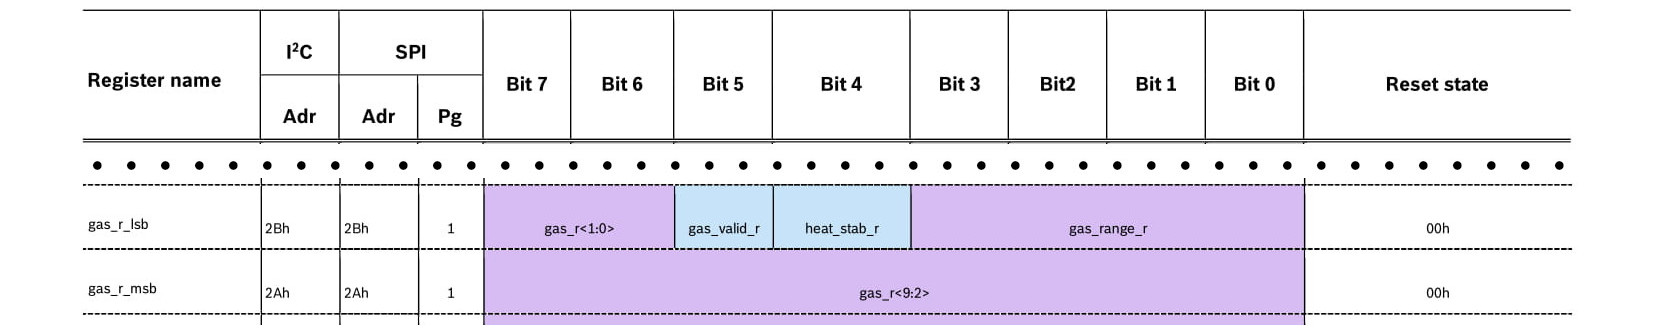 Register name I²C SPI Bit 7 Bit 6 Bit 5 Bit 4 Bit 3 Bit2 Bit 1 Bit 0 Reset state
Adr Adr Pg
gas_r_lsb 2Bh 2Bh 1 gas_r<1:0> gas_valid_r heat_stab_r gas_range_r 00h
gas_r_msb 2Ah 2Ah 1 gas_r<9:2> 00h